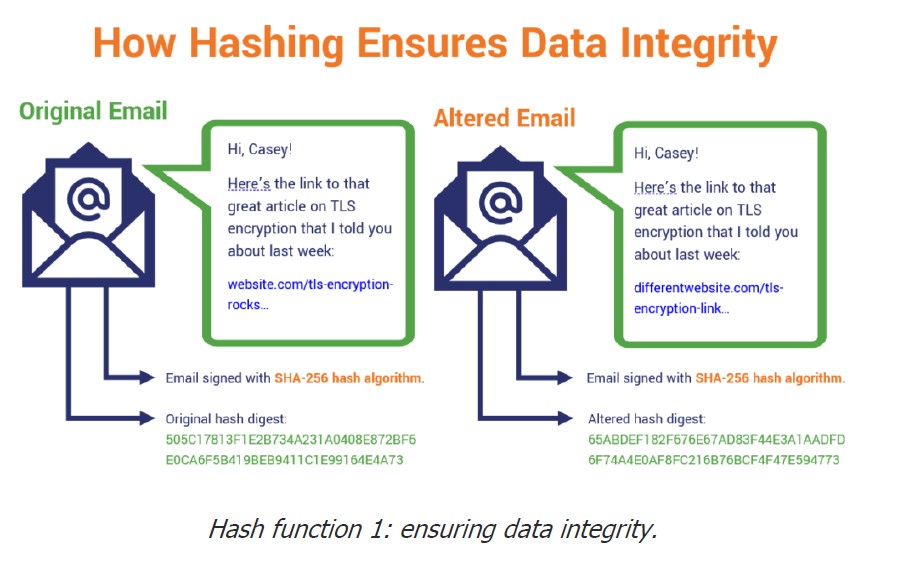 How Hashing Ensures Data Integrity
Original Email
Hi, Casey!
Here's the link to that
great article on TLS
encryption that I told you
about last week:
website.com/tls-encryption-
rocks...
Email signed with SHA-256 hash algorithm.
Original hash digest:
505C17813F1E2B734A231A0408E872BF6
E0CA6F5B419BEB9411C1E99164E4A73
Altered Email
Hi, Casey!
Here's the link to that
great article on TLS
encryption that I told you
about last week:
differentwebsite.com/tls-
encryption-link...
Email signed with SHA-256 hash algorithm.
Altered hash digest:
65ABDEF182F676E67AD83F44E3A1AADFD
6F74A4E0AF8FC216B76BCF4F47E594773
Hash function 1: ensuring data integrity.